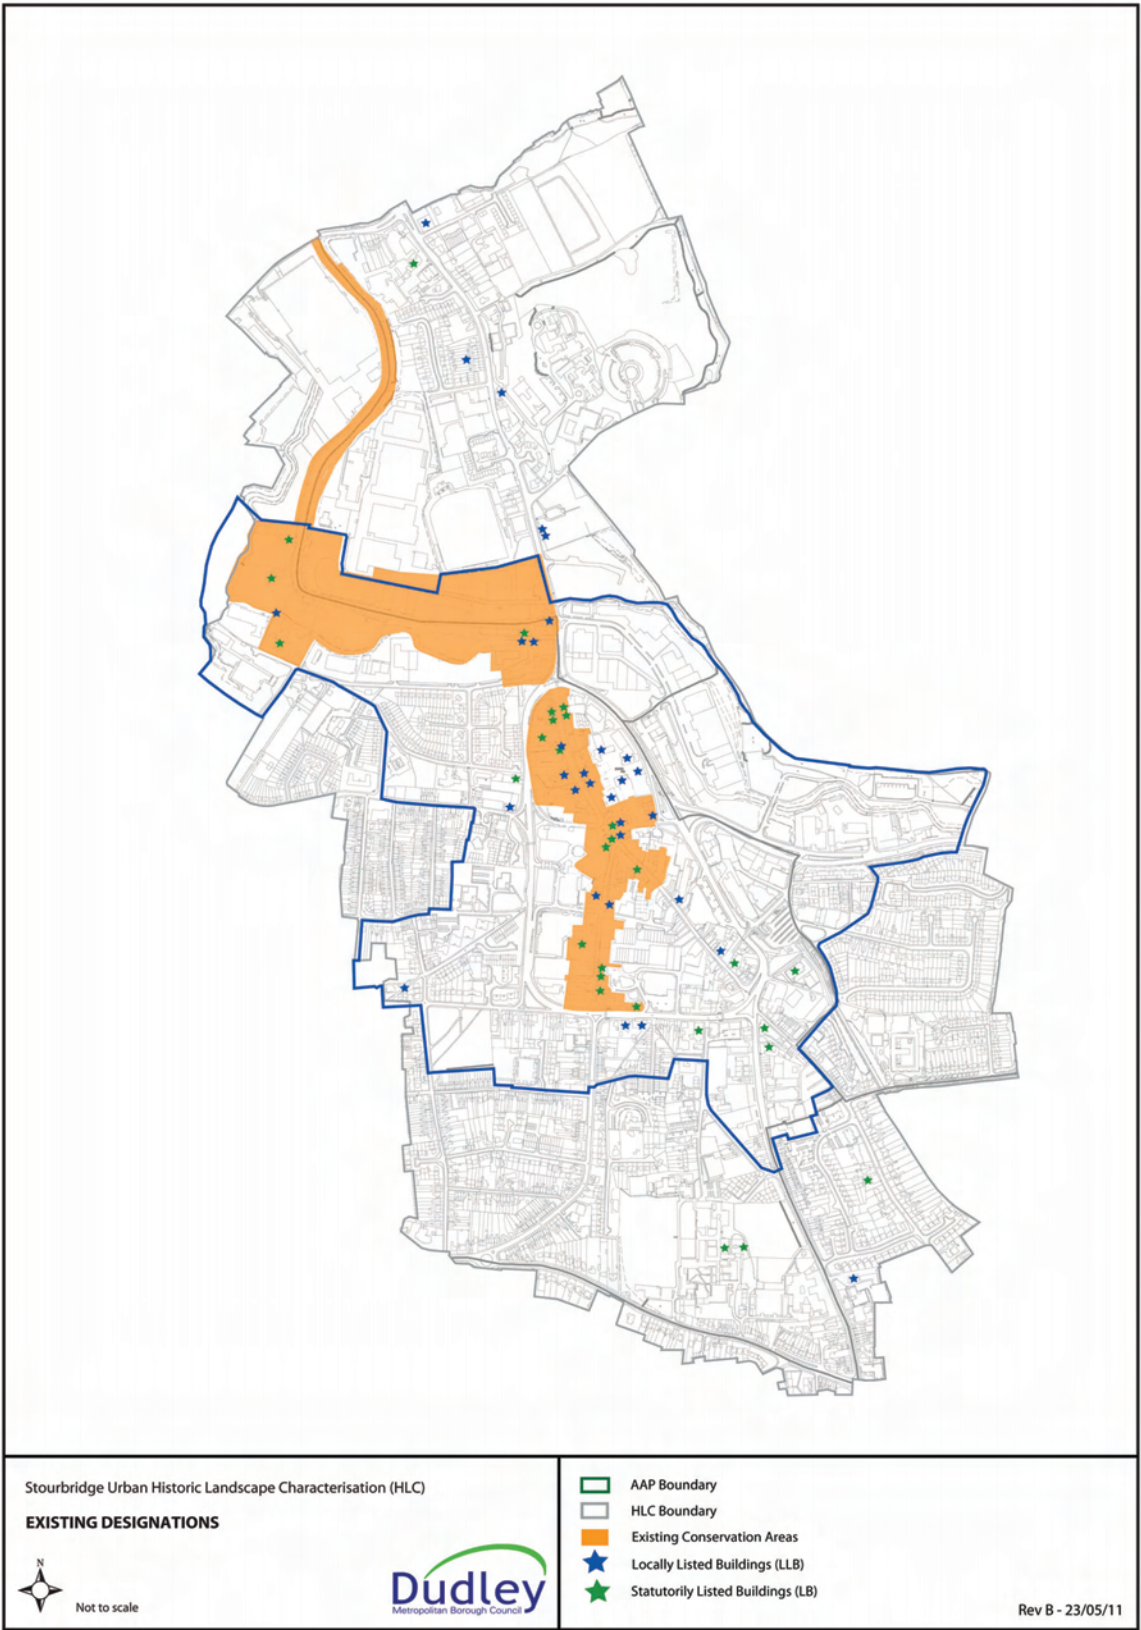 Stourbridge Urban Historic Landscape Characterisation (HLC)
EXISTING DESIGNATIONS
N
Not to scale
Dudley
Metropolitan Borough Council
AAP Boundary
HLC Boundary
Existing Conservation Areas
Locally Listed Buildings (LLB)
Statutorily Listed Buildings (LB)
Rev B - 23/05/11